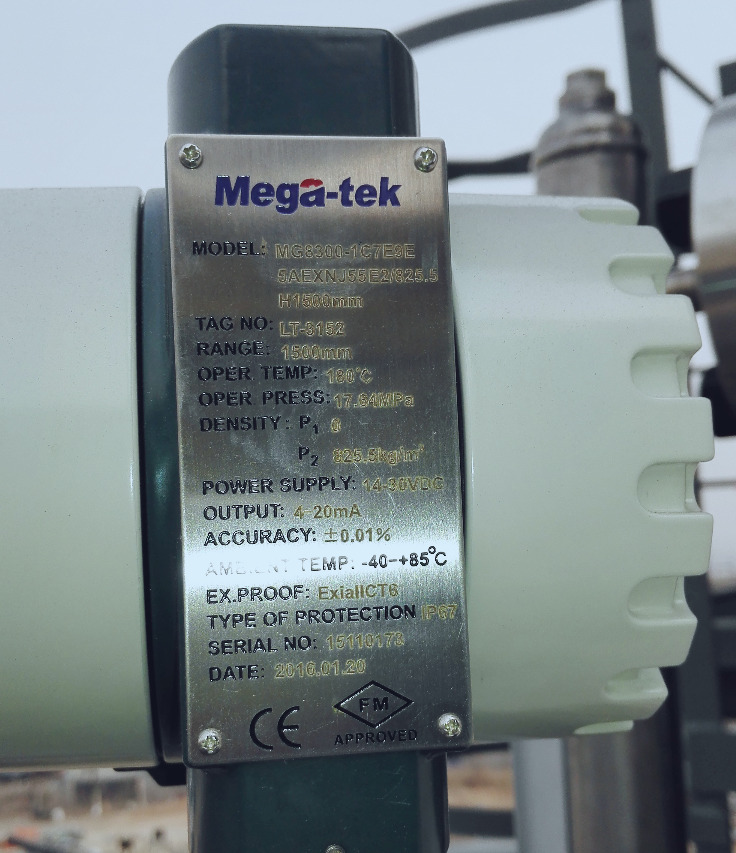 Mega-tek
MODEL: MG8300-1C7E3E
5AEXNJ55E2/825.5
H1500mm
TAG NO: LT-3152
RANGE: 1500mm
OPER. TEMP: 180°C
OPER. PRESS: 17.64MPa
DENSITY: P1 0
P2 825.5kg/m³
POWER SUPPLY: 14-30VDC
OUTPUT: 4-20mA
ACCURACY: ±0.01%
AMBIENT TEMP: -40~+85°C
EX.PROOF: ExiaIICT6
TYPE OF PROTECTION IP67
SERIAL NO: 15110173
DATE: 2016.01.20
CE FM
APPROVED